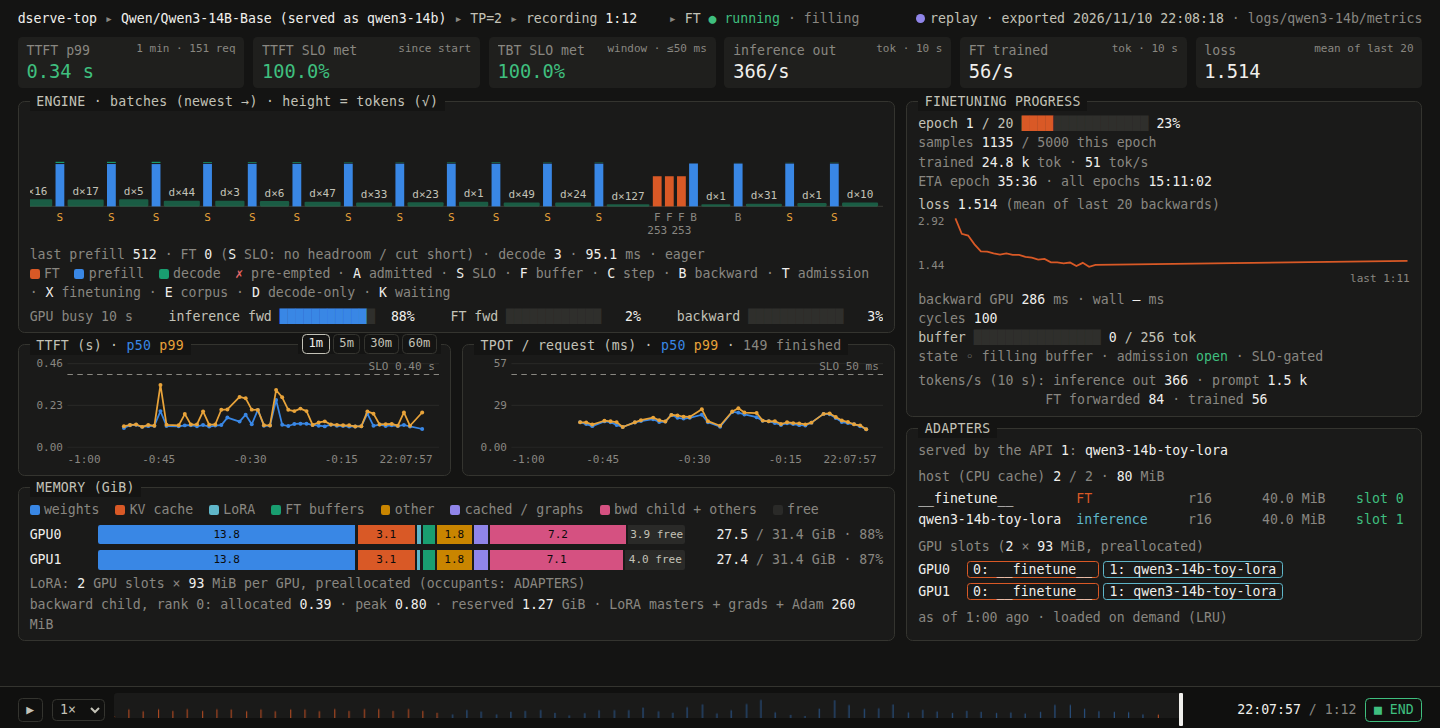 dserve-top ▸ Qwen/Qwen3-14B-Base (served as qwen3-14b) ▸ TP=2 ▸ recording 1:12 ▸ FT ● running · filling ● replay · exported 2026/11/10 22:08:18 · logs/qwen3-14b/metrics
TTFT p99 1 min · 151 req
0.34 s
TTFT SLO met since start
100.0%
TBT SLO met window · ≤50 ms
100.0%
inference out tok · 10 s
366/s
FT trained tok · 10 s
56/s
loss mean of last 20
1.514
ENGINE · batches (newest →) · height = tokens (√)
×16 d×17 d×5 d×44 d×3 d×6 d×47 d×33 d×23 d×1 d×49 d×24 d×127 d×1 d×31 d×1 d×10
S S S S S S S S S S S S F F F B B S S
253 253
last prefill 512 · FT 0 (S SLO: no headroom / cut short) · decode 3 · 95.1 ms · eager
FT prefill decode ✗ pre-empted · A admitted · S SLO · F buffer · C step · B backward · T admission
· X finetuning · E corpus · D decode-only · K waiting
GPU busy 10 s inference fwd 88% FT fwd 2% backward 3%
TTFT (s) · p50 p99 1m 5m 30m 60m
0.46
SLO 0.40 s
0.23
0.00
-1:00 -0:45 -0:30 -0:15 22:07:57
TPOT / request (ms) · p50 p99 · 149 finished
57
SLO 50 ms
29
0.00
-1:00 -0:45 -0:30 -0:15 22:07:57
MEMORY (GiB)
weights KV cache LoRA FT buffers other cached / graphs bwd child + others free
GPU0 13.8 3.1 1.8 7.2 3.9 free 27.5 / 31.4 GiB · 88%
GPU1 13.8 3.1 1.8 7.1 4.0 free 27.4 / 31.4 GiB · 87%
LoRA: 2 GPU slots × 93 MiB per GPU, preallocated (occupants: ADAPTERS)
backward child, rank 0: allocated 0.39 · peak 0.80 · reserved 1.27 GiB · LoRA masters + grads + Adam 260
MiB
FINETUNING PROGRESS
epoch 1 / 20 23%
samples 1135 / 5000 this epoch
trained 24.8 k tok · 51 tok/s
ETA epoch 35:36 · all epochs 15:11:02
loss 1.514 (mean of last 20 backwards)
2.92
1.44
last 1:11
backward GPU 286 ms · wall — ms
cycles 100
buffer 0 / 256 tok
state ◦ filling buffer · admission open · SLO-gated
tokens/s (10 s): inference out 366 · prompt 1.5 k
FT forwarded 84 · trained 56
ADAPTERS
served by the API 1: qwen3-14b-toy-lora
host (CPU cache) 2 / 2 · 80 MiB
__finetune__ FT r16 40.0 MiB slot 0
qwen3-14b-toy-lora inference r16 40.0 MiB slot 1
GPU slots (2 × 93 MiB, preallocated)
GPU0 0: __finetune__ 1: qwen3-14b-toy-lora
GPU1 0: __finetune__ 1: qwen3-14b-toy-lora
as of 1:00 ago · loaded on demand (LRU)
▶ 1× 22:07:57 / 1:12 ■ END